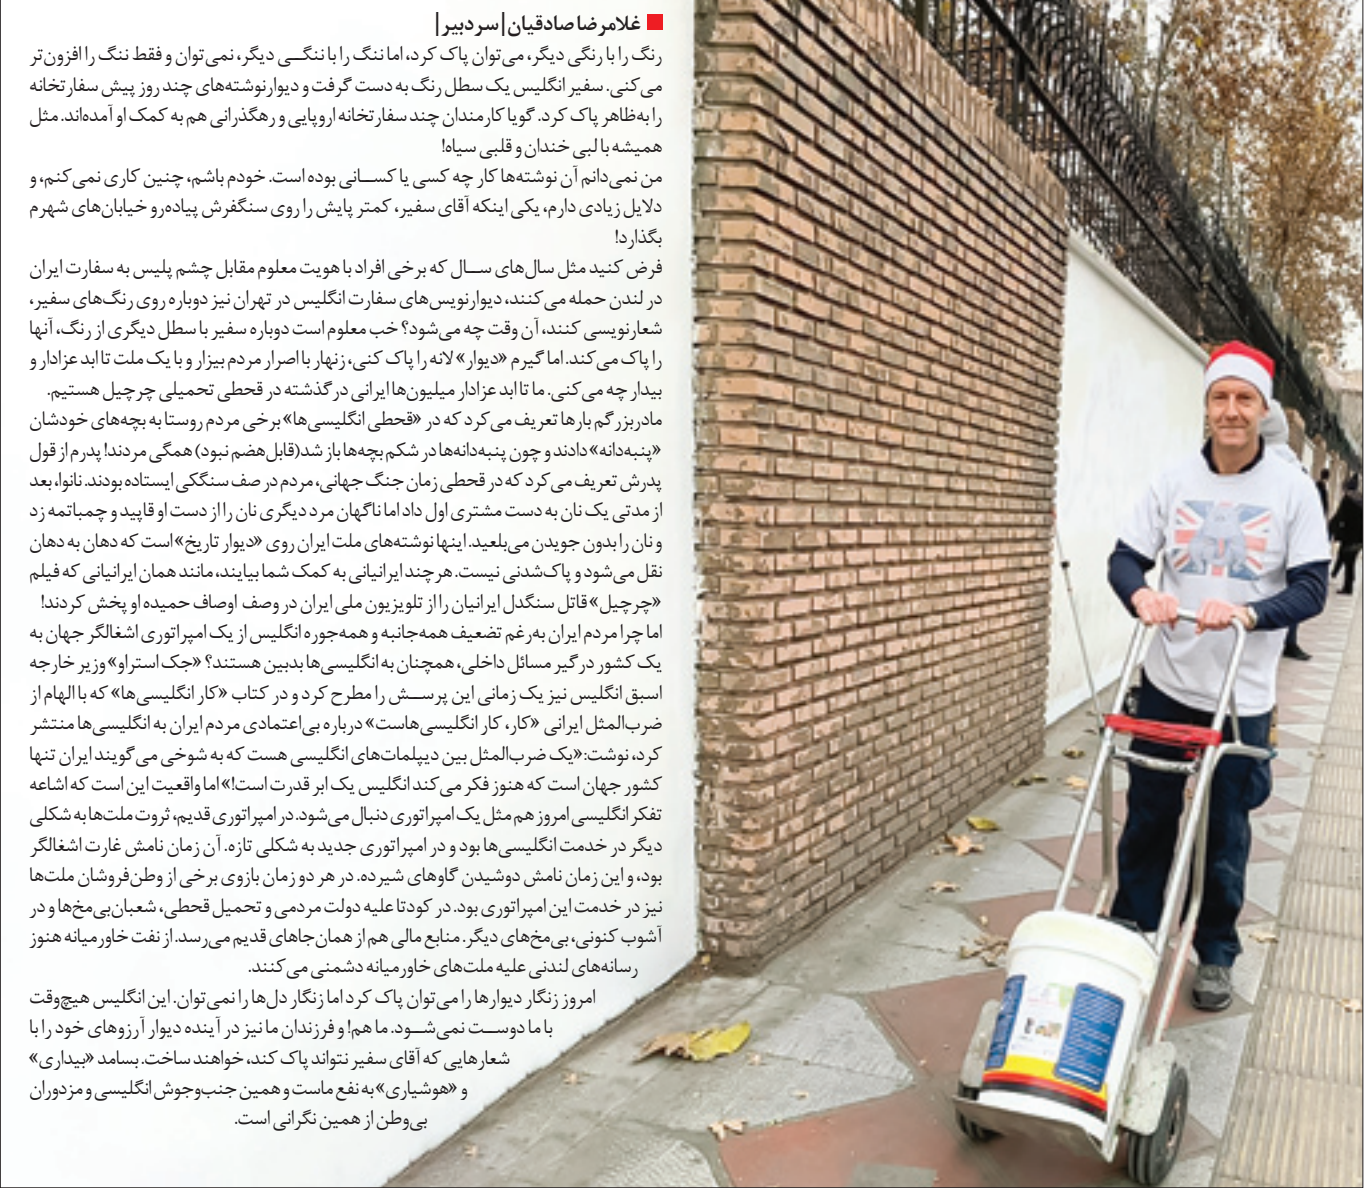 غلامرضا صادقیان | سردبیر |
رنگ را با رنگی دیگر، می‌توان پاک کرد، اما ننگ را با ننگی دیگر، نمی‌توان و فقط ننگ را افزون‌تر
می‌کنی. سفیر انگلیس یک سطل رنگ به دست گرفت و دیوارنوشته‌های چند روز پیش سفارتخانه
را به‌ظاهر پاک کرد. گویا کارمندان چند سفارتخانه اروپایی و رهگذرانی هم به کمک او آمده‌اند. مثل
همیشه با لبی خندان و قلبی سیاه!
من نمی‌دانم آن نوشته‌ها کار چه کسی یا کسانی بوده است. خودم باشم، چنین کاری نمی‌کنم، و
دلایل زیادی دارم، یکی اینکه آقای سفیر، کمتر پایش را روی سنگفرش پیاده‌رو خیابان‌های شهرم
بگذارد!
فرض کنید مثل سال‌های سال که برخی افراد با هویت معلوم مقابل چشم پلیس به سفارت ایران
در لندن حمله می‌کنند، دیوارنویس‌های سفارت انگلیس در تهران نیز دوباره روی رنگ‌های سفیر،
شعارنویسی کنند، آن وقت چه می‌شود؟ خب معلوم است دوباره سفیر با سطل دیگری از رنگ، آنها
را پاک می‌کند. اما گیرم «دیوار» لانه را پاک کنی، زنهار با اصرار مردم بیزار و با یک ملت تا ابد عزادار و
بیدار چه می‌کنی. ما تا ابد عزادار میلیون‌ها ایرانی درگذشته در قحطی تحمیلی چرچیل هستیم.
مادربزرگم بارها تعریف می‌کرد که در «قحطی انگلیسی‌ها» برخی مردم روستا به بچه‌های خودشان
«پنبه‌دانه» دادند و چون پنبه‌دانه‌ها در شکم بچه‌ها باز شد (قابل‌هضم نبود) همگی مردند! پدرم از قول
پدرش تعریف می‌کرد که در قحطی زمان جنگ جهانی، مردم در صف سنگکی ایستاده بودند. نانوا، بعد
از مدتی یک نان به دست مشتری اول داد اما ناگهان مرد دیگری نان را از دست او قاپید و چمباتمه زد
و نان را بدون جویدن می‌بلعید. اینها نوشته‌های ملت ایران روی «دیوار تاریخ» است که دهان به دهان
نقل می‌شود و پاک‌شدنی نیست. هرچند ایرانیانی به کمک شما بیایند، مانند همان ایرانیانی که فیلم
«چرچیل» قاتل سنگدل ایرانیان را از تلویزیون ملی ایران در وصف اوصاف حمیده او پخش کردند!
اما چرا مردم ایران به‌رغم تضعیف همه‌جانبه و همه‌جوره انگلیس از یک امپراتوری اشغالگر جهان به
یک کشور درگیر مسائل داخلی، همچنان به انگلیسی‌ها بدبین هستند؟ «جک استراو» وزیر خارجه
اسبق انگلیس نیز یک زمانی این پرسش را مطرح کرد و در کتاب «کار انگلیسی‌ها» که با الهام از
ضرب‌المثل ایرانی «کار، کار انگلیسی‌هاست» درباره بی‌اعتمادی مردم ایران به انگلیسی‌ها منتشر
کرد، نوشت: «یک ضرب‌المثل بین دیپلمات‌های انگلیسی هست که به شوخی می‌گویند ایران تنها
کشور جهان است که هنوز فکر می‌کند انگلیس یک ابر قدرت است!» اما واقعیت این است که اشاعه
تفکر انگلیسی امروز هم مثل یک امپراتوری دنبال می‌شود. در امپراتوری قدیم، ثروت ملت‌ها به شکلی
دیگر در خدمت انگلیسی‌ها بود و در امپراتوری جدید به شکلی تازه. آن زمان نامش غارت اشغالگر
بود، و این زمان نامش دوشیدن گاوهای شیرده. در هر دو زمان بازوی برخی از وطن‌فروشان ملت‌ها
نیز در خدمت این امپراتوری بود. در کودتا علیه دولت مردمی و تحمیل قحطی، شعبان‌بی‌مخ‌ها و در
آشوب کنونی، بی‌مخ‌های دیگر. منابع مالی هم از همان‌جاهای قدیم می‌رسد. از نفت خاورمیانه هنوز
رسانه‌های لندنی علیه ملت‌های خاورمیانه دشمنی می‌کنند.
امروز زنگار دیوارها را می‌توان پاک کرد اما زنگار دل‌ها را نمی‌توان. این انگلیس هیچ‌وقت
با ما دوست نمی‌شود. ما هم! و فرزندان ما نیز در آینده دیوار آرزوهای خود را با
شعارهایی که آقای سفیر نتواند پاک کند، خواهند ساخت. بسامد «بیداری»
و «هوشیاری» به نفع ماست و همین جنب‌وجوش انگلیسی و مزدوران
بی‌وطن از همین نگرانی است.